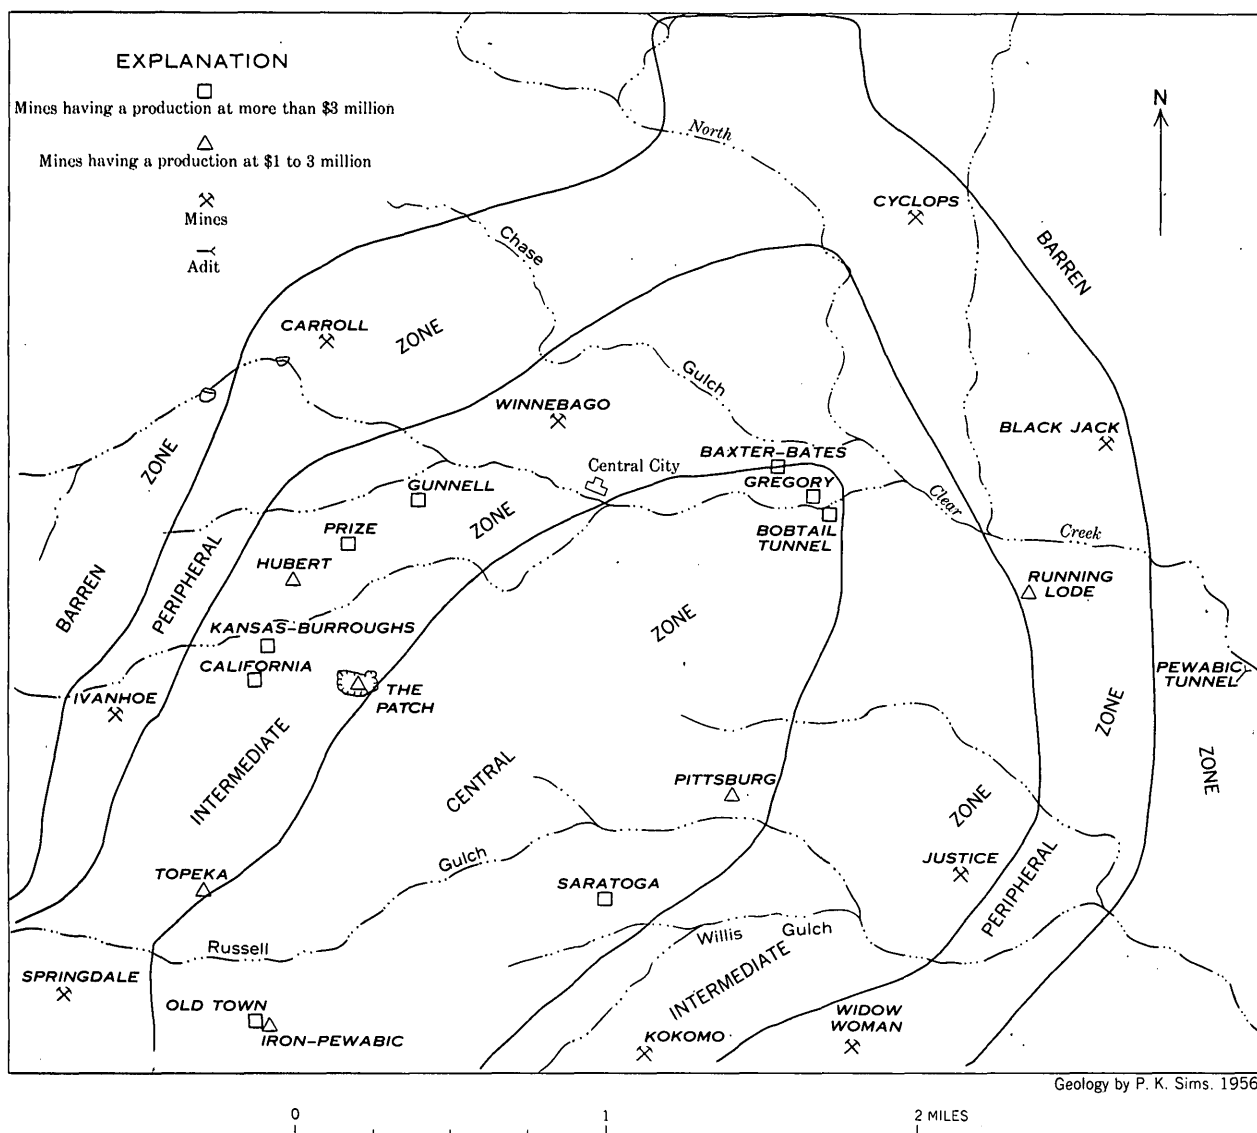 EXPLANATION
Mines having a production at more than $3 million
Mines having a production at $1 to 3 million
Mines
Adit
N
North
CYCLOPS
Chase
BARREN
CARROLL
ZONE
Gulch
WINNEBAGO
BLACK JACK
ZONE
BAXTER-BATES
Central City
GUNNELL
GREGORY
Clear
ZONE
PRIZE
BOBTAIL
TUNNEL
Creek
HUBERT
PERIPHERAL
RUNNING
LODE
BARREN
ZONE
KANSAS-BURROUGHS
CALIFORNIA
PEWABIC
TUNNEL
IVANHOE
THE
PATCH
ZONE
ZONE
INTERMEDIATE
CENTRAL
PITTSBURG
ZONE
Gulch
JUSTICE
TOPEKA
SARATOGA
PERIPHERAL
Willis
Gulch
Russell
INTERMEDIATE
SPRINGDALE
OLD TOWN
WIDOW
WOMAN
IRON-PEWABIC
KOKOMO
Geology by P. K. Sims. 1956
0
1
2 MILES